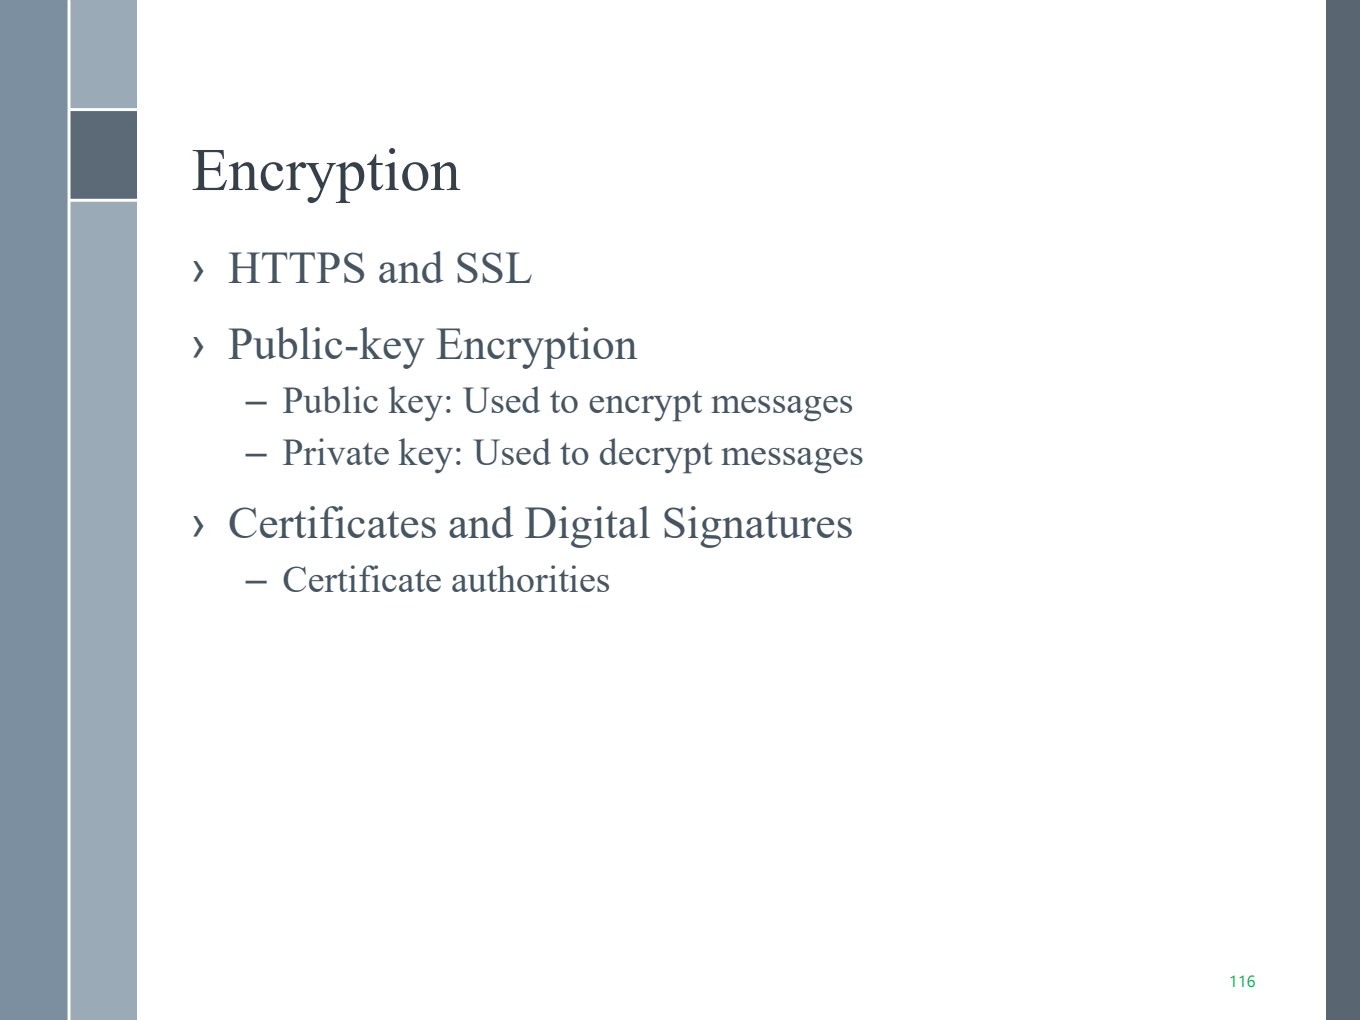 Encryption
› HTTPS and SSL
› Public-key Encryption
– Public key: Used to encrypt messages
– Private key: Used to decrypt messages
› Certificates and Digital Signatures
– Certificate authorities
116